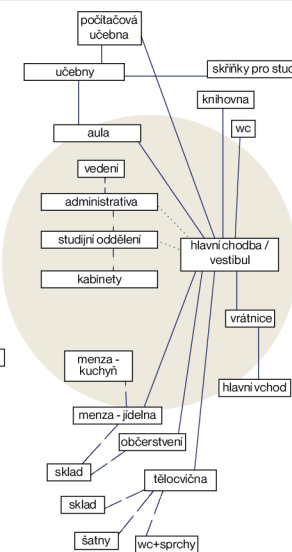 počítačová
učebna
učebny
skříňky pro stud
knihovna
aula
wc
vedení
administrativa
studijní oddělení
hlavní chodba /
vestibul
kabinety
vrátnice
menza -
kuchyň
hlavní vchod
menza - jídelna
občerstvení
sklad
tělocvična
sklad
šatny
wc+sprchy